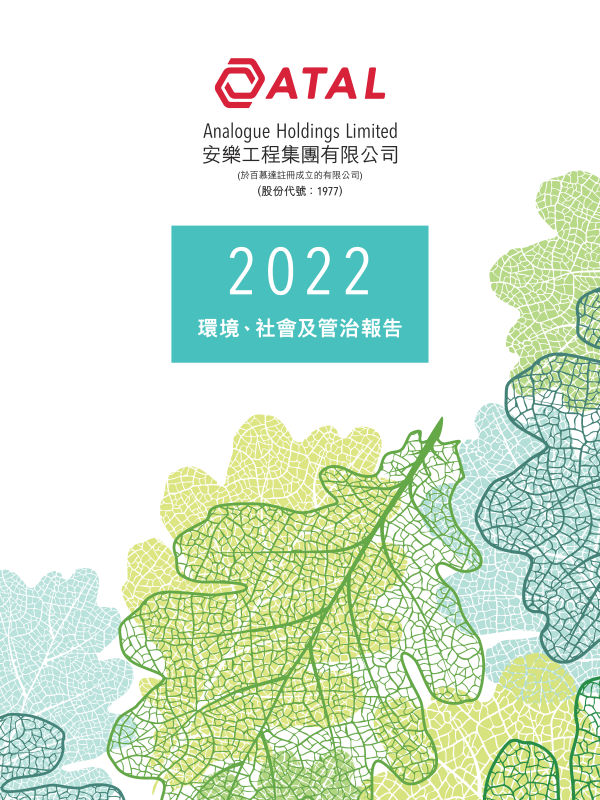 ATAL
Analogue Holdings Limited
安樂工程集團有限公司
(於百慕達註冊成立的有限公司)
(股份代號：1977)
2022
環境、社會及管治報告